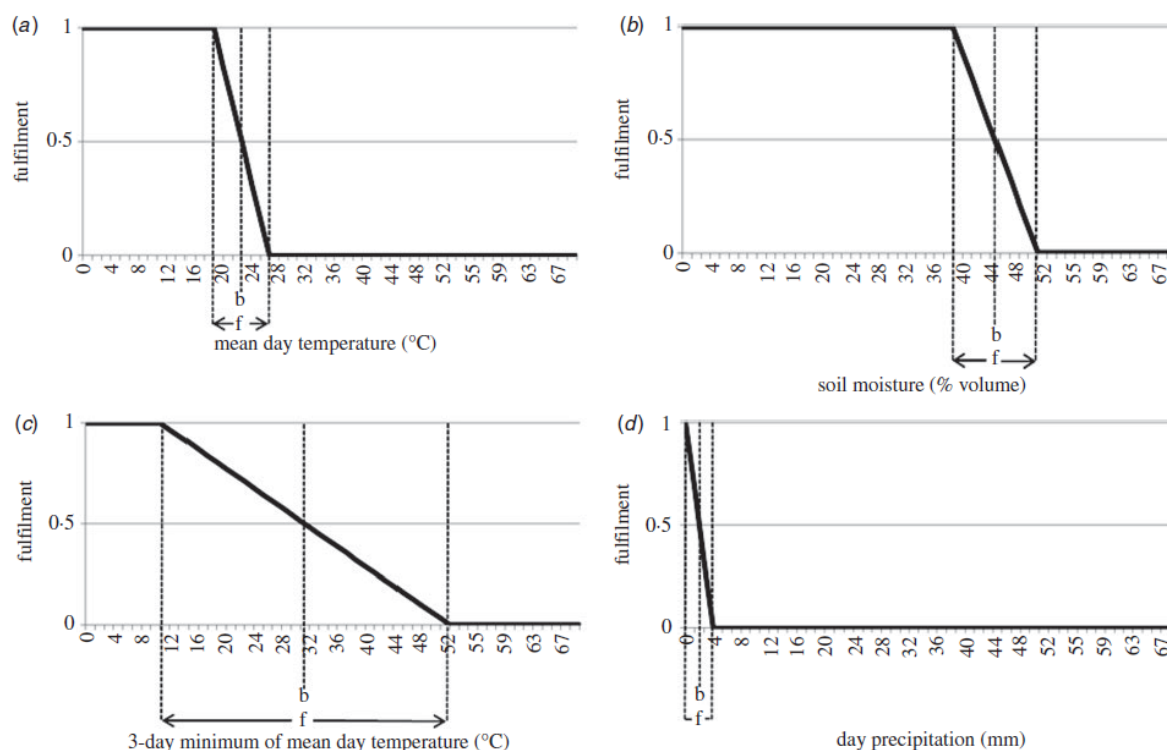 (a)
1
0·5
0
fulfilment
0 4 8 12 16 20 24 28 32 36 40 44 48 52 55 59 63 67
b
f
mean day temperature (°C)
(b)
1
0·5
0
fulfilment
0 4 8 12 16 20 24 28 32 36 40 44 48 52 55 59 63 67
b
f
soil moisture (% volume)
(c)
1
0·5
0
fulfilment
0 4 8 12 16 20 24 28 32 36 40 44 48 52 55 59 63 67
b
f
3-day minimum of mean day temperature (°C)
(d)
1
0·5
0
fulfilment
0 4 8 12 16 20 24 28 32 36 40 44 48 52 55 59 63 67
b
f
day precipitation (mm)